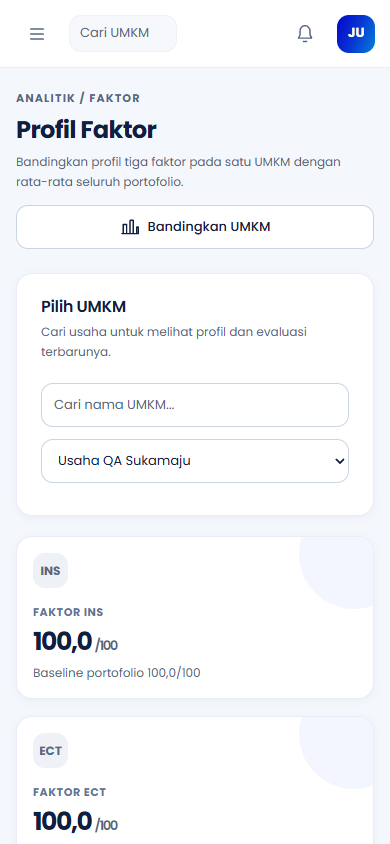 Cari UMKM
JU
ANALITIK / FAKTOR
Profil Faktor
Bandingkan profil tiga faktor pada satu UMKM dengan
rata-rata seluruh portofolio.
Bandingkan UMKM
Pilih UMKM
Cari usaha untuk melihat profil dan evaluasi
terbarunya.
Cari nama UMKM...
Usaha QA Sukamaju
INS
FAKTOR INS
100,0 /100
Baseline portofolio 100,0/100
ECT
FAKTOR ECT
100,0 /100